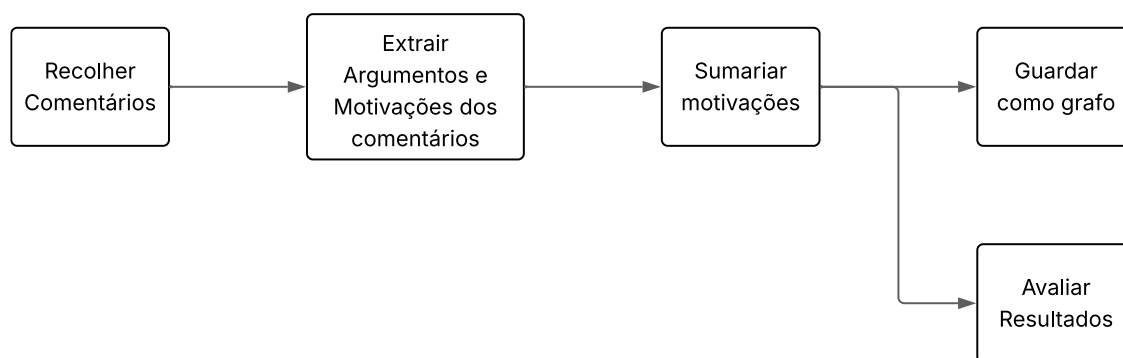 Recolher
Comentários
Extrair
Argumentos e
Motivações dos
comentários
Sumariar
motivações
Guardar
como grafo
Avaliar
Resultados